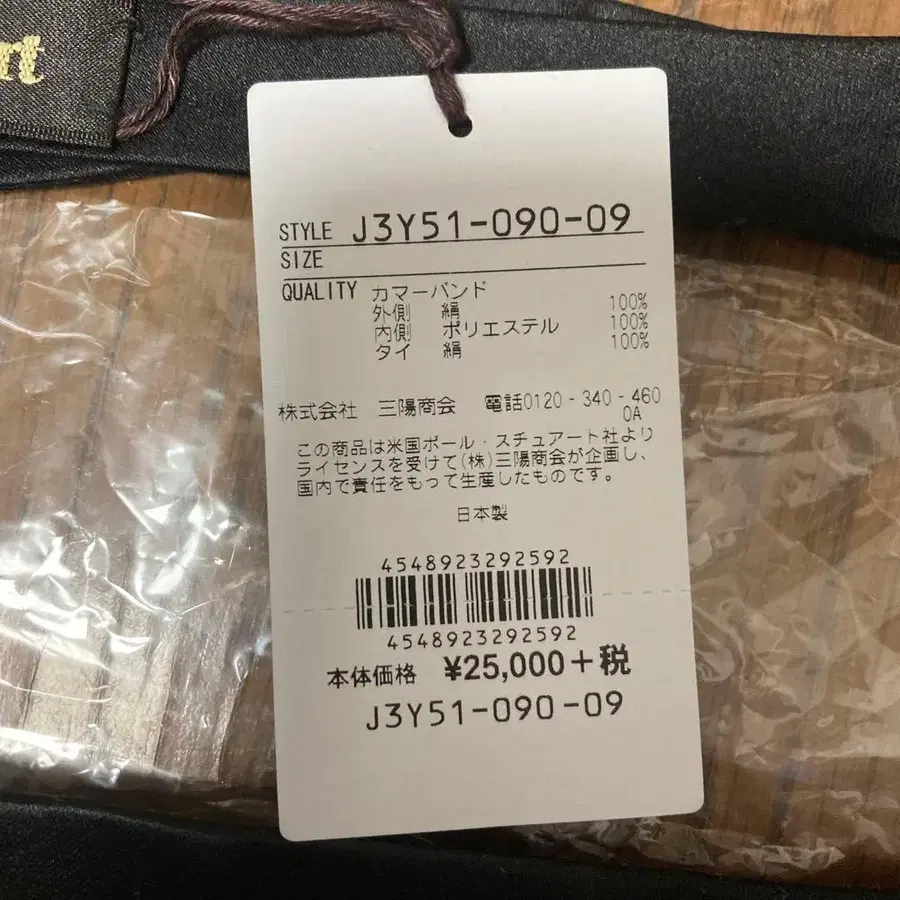 rt
STYLE J3Y51-090-09
SIZE
QUALITY カマーバンド
外側 絹 100%
内側 ポリエステル 100%
タイ 絹 100%
株式会社 三陽商会 電話0120-340-460
0A
この商品は米国ポール・スチュアート社より
ライセンスを受けて(株)三陽商会が企画し、
国内で責任をもって生産したものです。
日本製
4548923292592
4548923292592
本体価格 ¥25,000+税
J3Y51-090-09